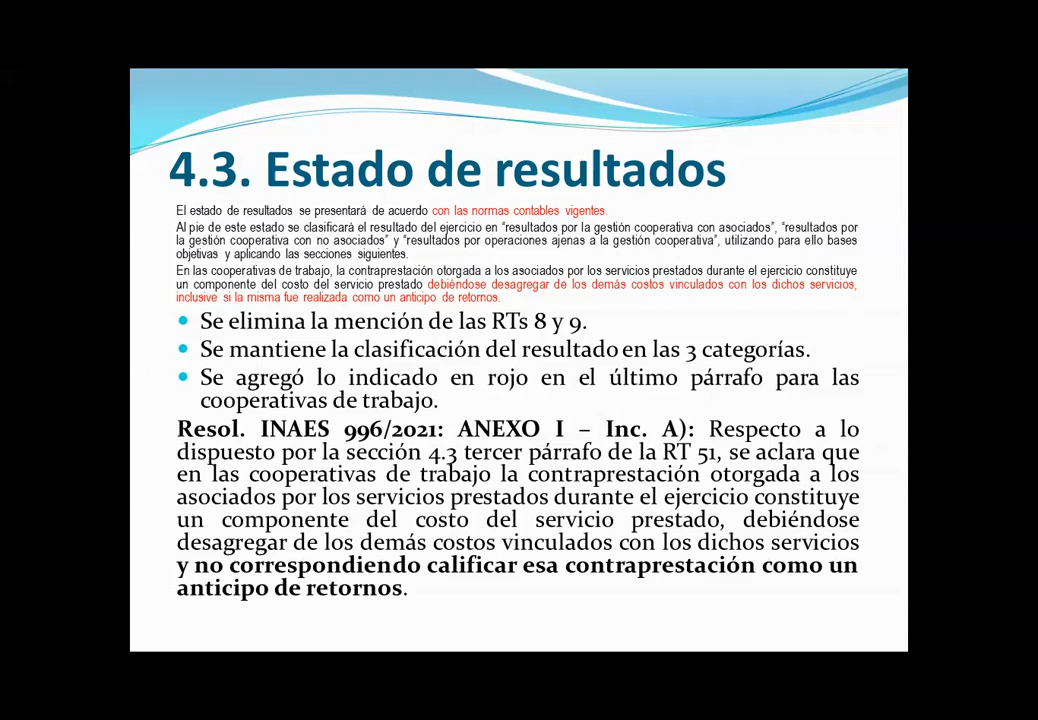 4.3. Estado de resultados
El estado de resultados se presentará de acuerdo con las normas contables vigentes.
Al pie de este estado se clasificará el resultado del ejercicio en “resultados por la gestión cooperativa con asociados”, “resultados por
la gestión cooperativa con no asociados” y “resultados por operaciones ajenas a la gestión cooperativa”, utilizando para ello bases
objetivas y aplicando las secciones siguientes.
En las cooperativas de trabajo, la contraprestación otorgada a los asociados por los servicios prestados durante el ejercicio constituye
un componente del costo del servicio prestado debiéndose desagregar de los demás costos vinculados con los dichos servicios,
inclusive si la misma fue realizada como un anticipo de retornos.
• Se elimina la mención de las RTs 8 y 9.
• Se mantiene la clasificación del resultado en las 3 categorías.
• Se agregó lo indicado en rojo en el último párrafo para las
cooperativas de trabajo.
Resol. INAES 996/2021: ANEXO I – Inc. A): Respecto a lo
dispuesto por la sección 4.3 tercer párrafo de la RT 51, se aclara que
en las cooperativas de trabajo la contraprestación otorgada a los
asociados por los servicios prestados durante el ejercicio constituye
un componente del costo del servicio prestado, debiéndose
desagregar de los demás costos vinculados con los dichos servicios
y no correspondiendo calificar esa contraprestación como un
anticipo de retornos.